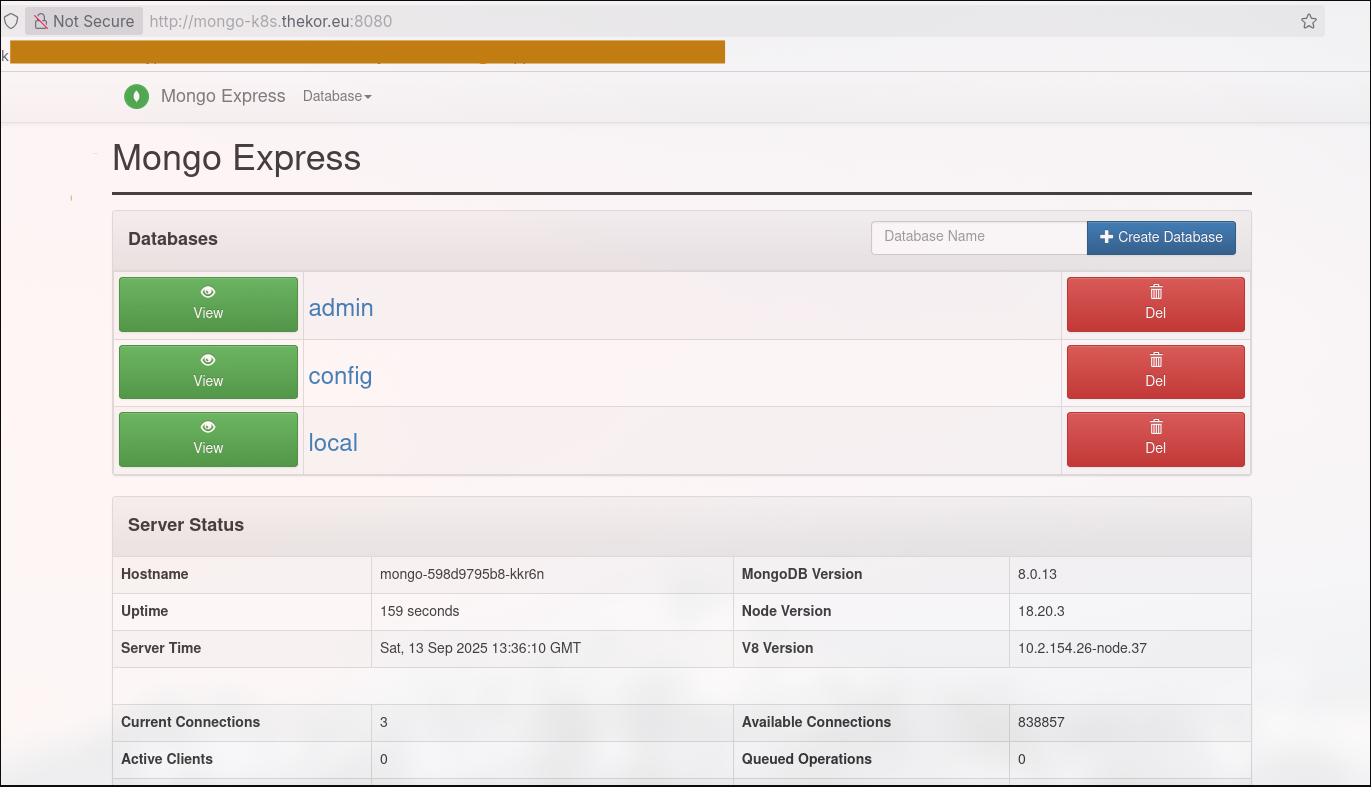 Not Secure http://mongo-k8s.thekor.eu:8080
k
Mongo Express Database
Mongo Express
Databases Database Name Create Database
View admin Del
View config Del
View local Del
Server Status
Hostname mongo-598d9795b8-kkr6n MongoDB Version 8.0.13
Uptime 159 seconds Node Version 18.20.3
Server Time Sat, 13 Sep 2025 13:36:10 GMT V8 Version 10.2.154.26-node.37
Current Connections 3 Available Connections 838857
Active Clients 0 Queued Operations 0